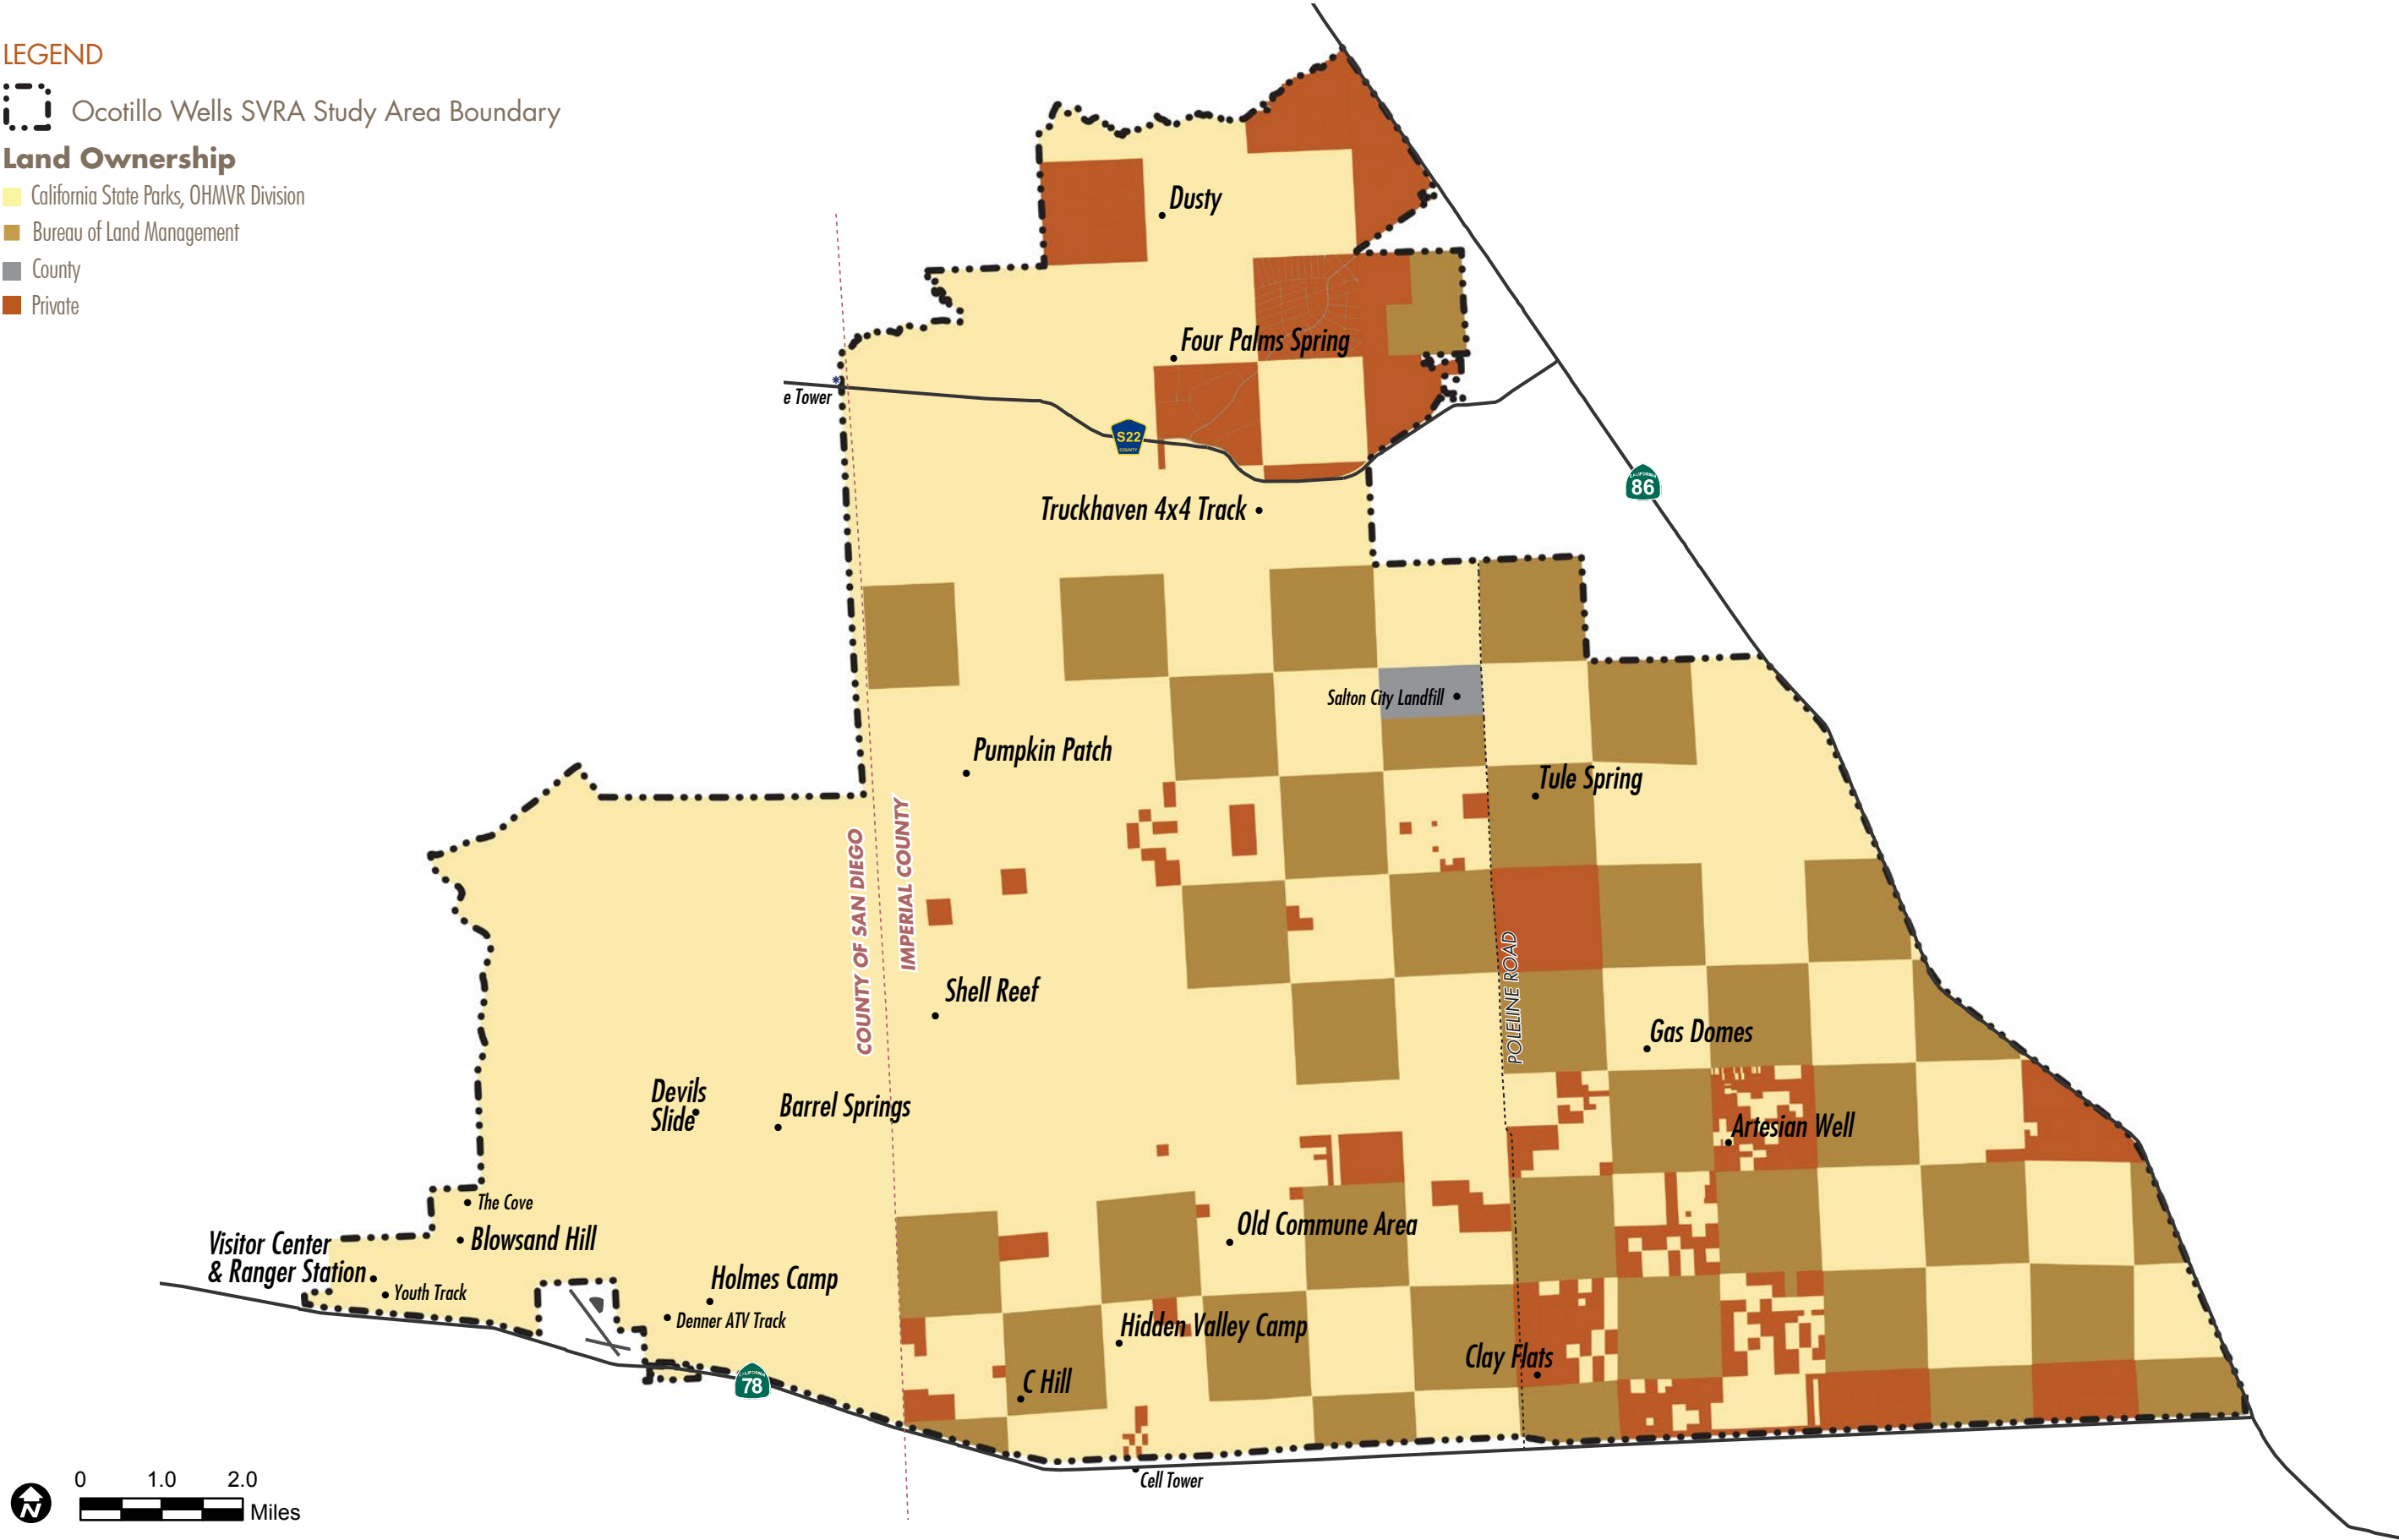 LEGEND
Ocotillo Wells SVRA Study Area Boundary
Land Ownership
California State Parks, OHMVR Division
Bureau of Land Management
County
Private
Dusty
Four Palms Spring
e Tower
S22
COUNTY
CALIFORNIA
86
Truckhaven 4x4 Track
Salton City Landfill
Pumpkin Patch
Tule Spring
COUNTY OF SAN DIEGO
IMPERIAL COUNTY
POLELINE ROAD
Shell Reef
Gas Domes
Devils
Slide
Barrel Springs
Artesian Well
The Cove
Blowsand Hill
Old Commune Area
Visitor Center
& Ranger Station
Youth Track
Holmes Camp
Denner ATV Track
Hidden Valley Camp
Clay Flats
C Hill
CALIFORNIA
78
Cell Tower
N
0 1.0 2.0
Miles